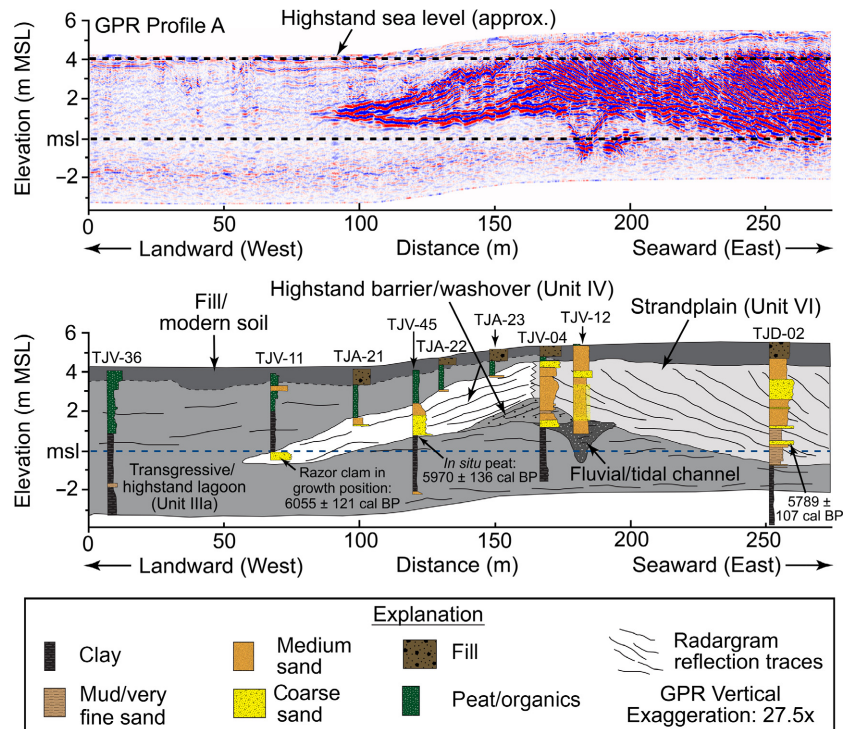 GPR Profile A
Highstand sea level (approx.)
Elevation (m MSL)
6
4
2
msl
−2
0
50
100
150
200
250
Landward (West)
Distance (m)
Seaward (East)
Fill/
modern soil
Highstand barrier/washover (Unit IV)
Strandplain (Unit VI)
Elevation (m MSL)
6
4
2
msl
−2
TJV-36
TJV-11
TJA-21
TJV-45
TJA-22
TJA-23
TJV-04
TJV-12
TJD-02
Transgressive/
highstand lagoon
(Unit IIIa)
Razor clam in
growth position:
6055 ± 121 cal BP
In situ peat:
5970 ± 136 cal BP
Fluvial/tidal channel
5789 ±
107 cal BP
0
50
100
150
200
250
Landward (West)
Distance (m)
Seaward (East)
Explanation
Clay
Mud/very
fine sand
Medium
sand
Coarse
sand
Fill
Peat/organics
Radargram
reflection traces
GPR Vertical
Exaggeration: 27.5x